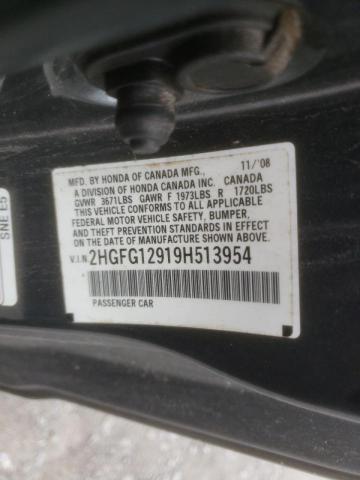 MFD. BY HONDA OF CANADA MFG., 11/'08
A DIVISION OF HONDA CANADA INC. CANADA
GVWR 3671LBS GAWR F 1973LBS R 1720LBS
THIS VEHICLE CONFORMS TO ALL APPLICABLE
FEDERAL MOTOR VEHICLE SAFETY, BUMPER,
AND THEFT PREVENTION STANDARDS IN
EFFECT ON THE DATE OF MANUFACTURE
SHOWN ABOVE.
V.I.N. 2HGFG12919H513954
PASSENGER CAR
SNE E5